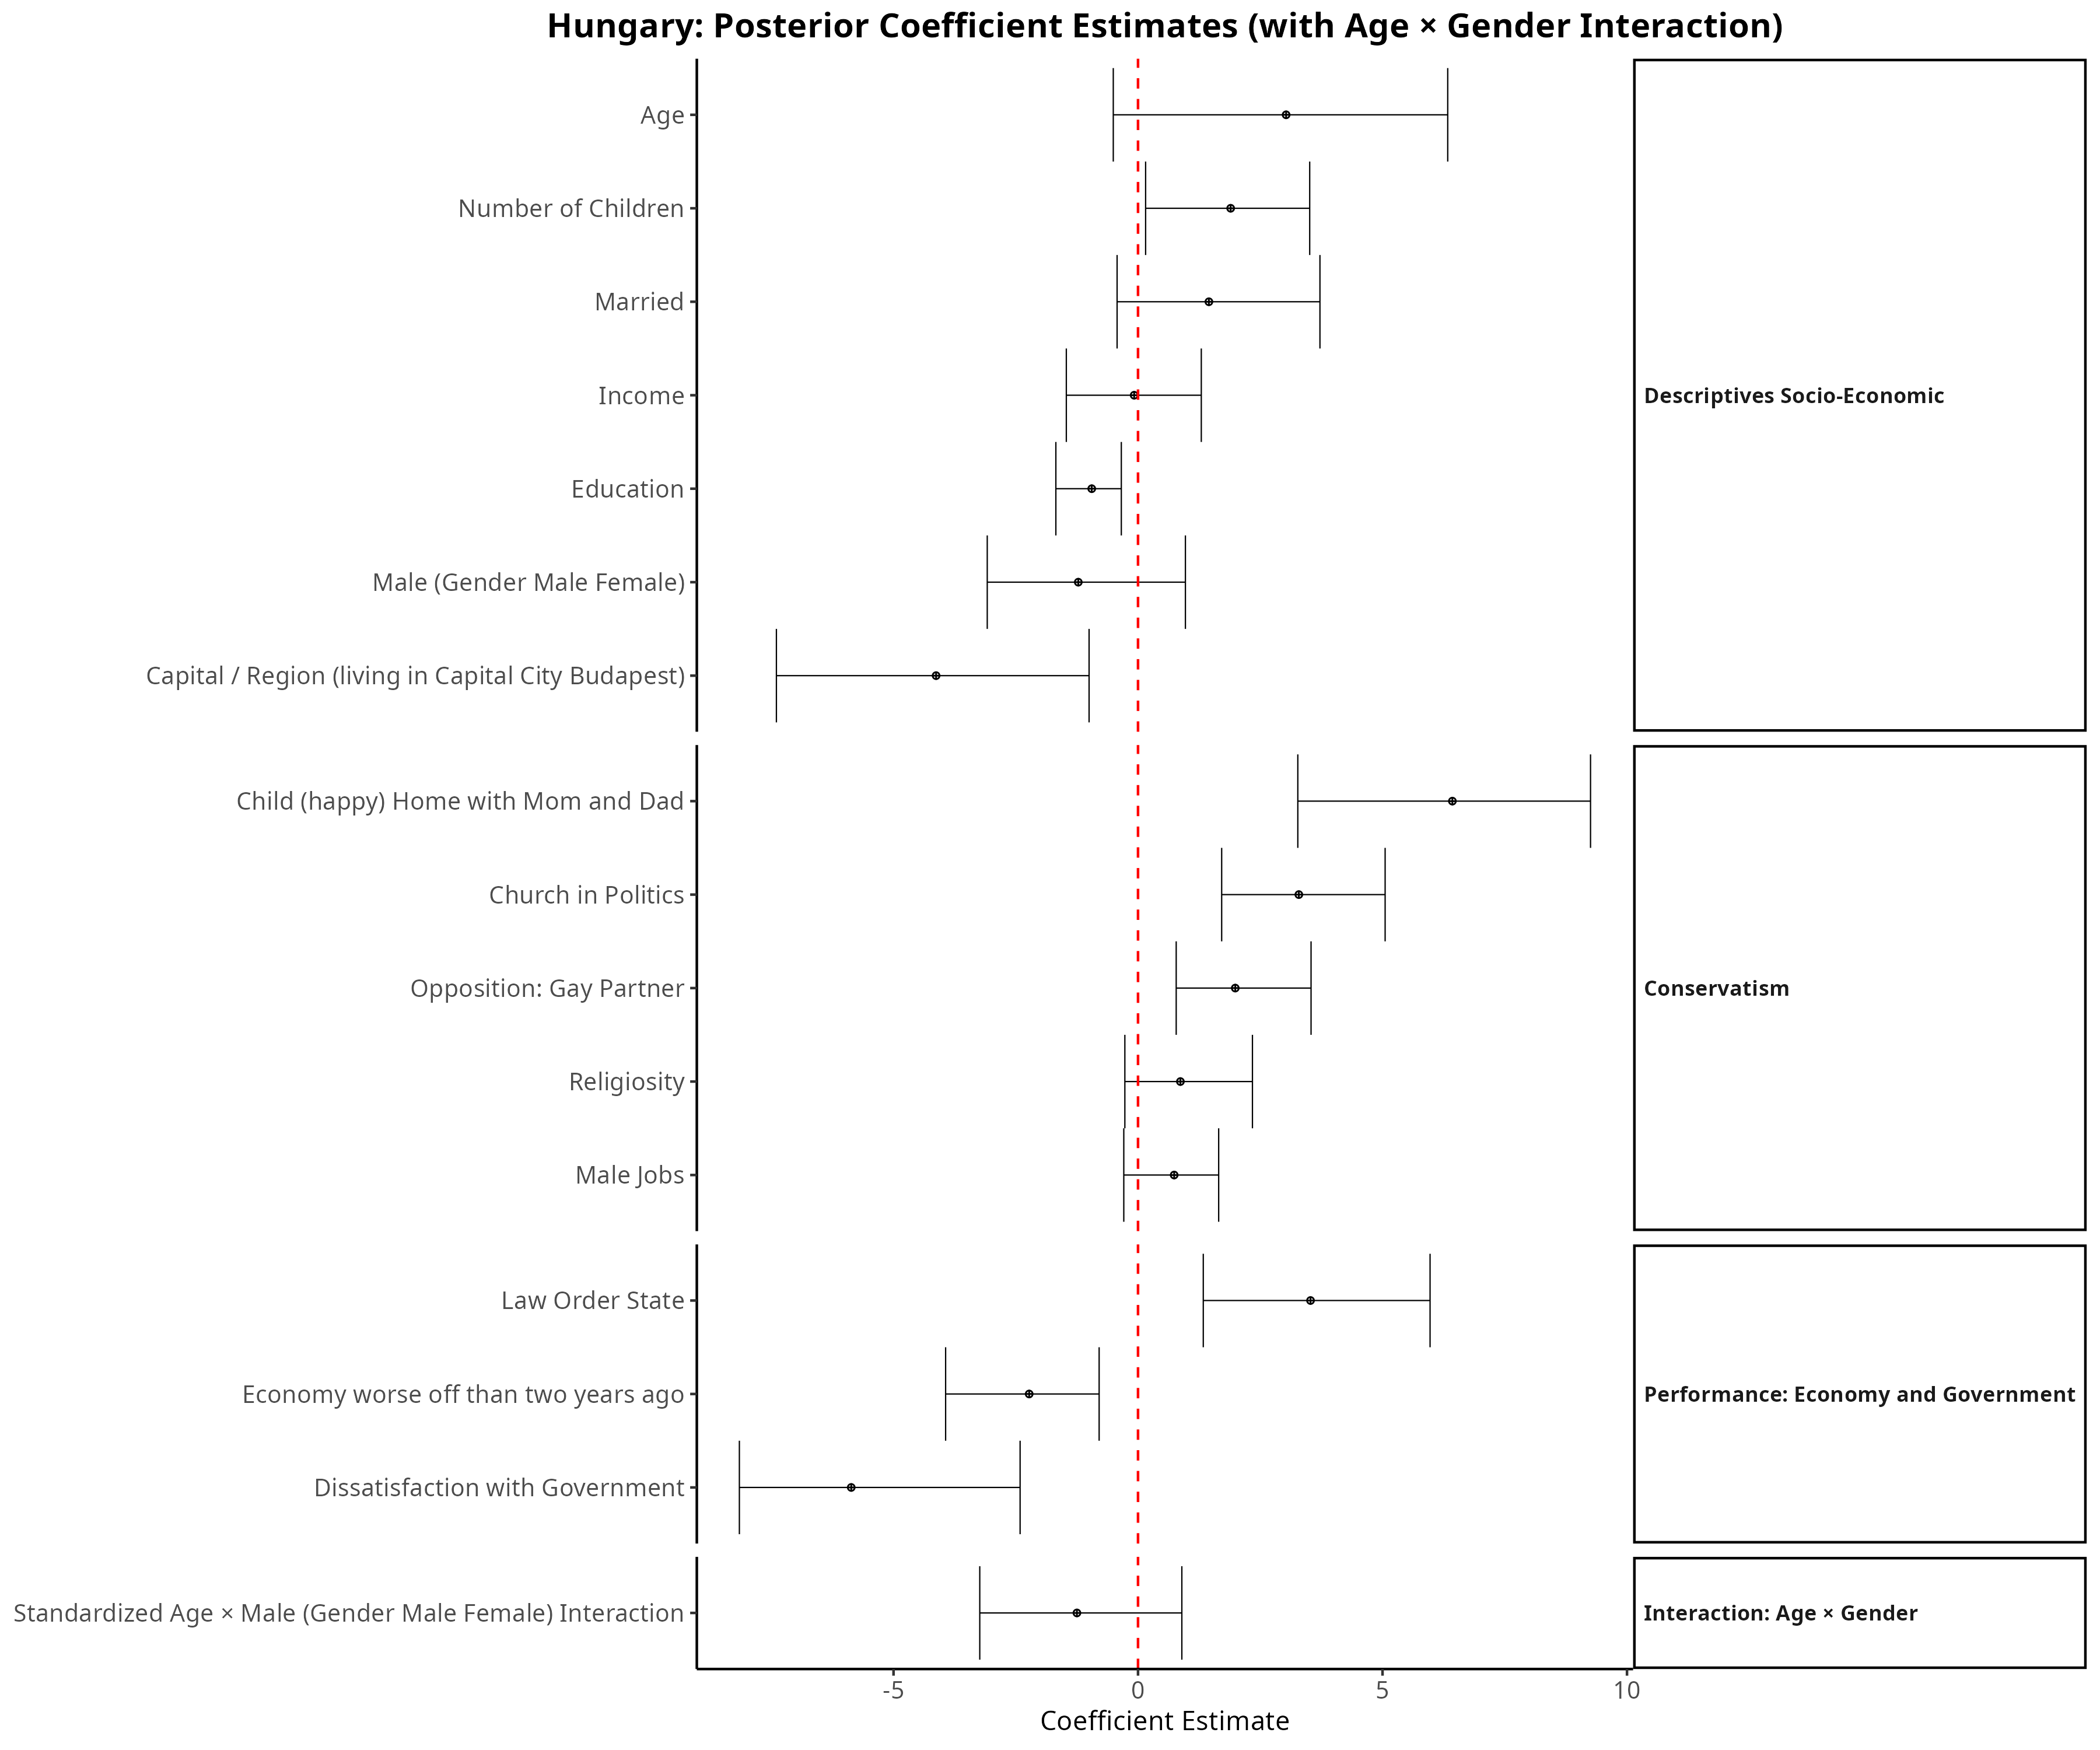 Hungary: Posterior Coefficient Estimates (with Age × Gender Interaction)
Age
Number of Children
Married
Income
Education
Male (Gender Male Female)
Capital / Region (living in Capital City Budapest)
Descriptives Socio-Economic
Child (happy) Home with Mom and Dad
Church in Politics
Opposition: Gay Partner
Religiosity
Male Jobs
Conservatism
Law Order State
Economy worse off than two years ago
Dissatisfaction with Government
Performance: Economy and Government
Standardized Age × Male (Gender Male Female) Interaction
Interaction: Age × Gender
-5 0 5 10
Coefficient Estimate